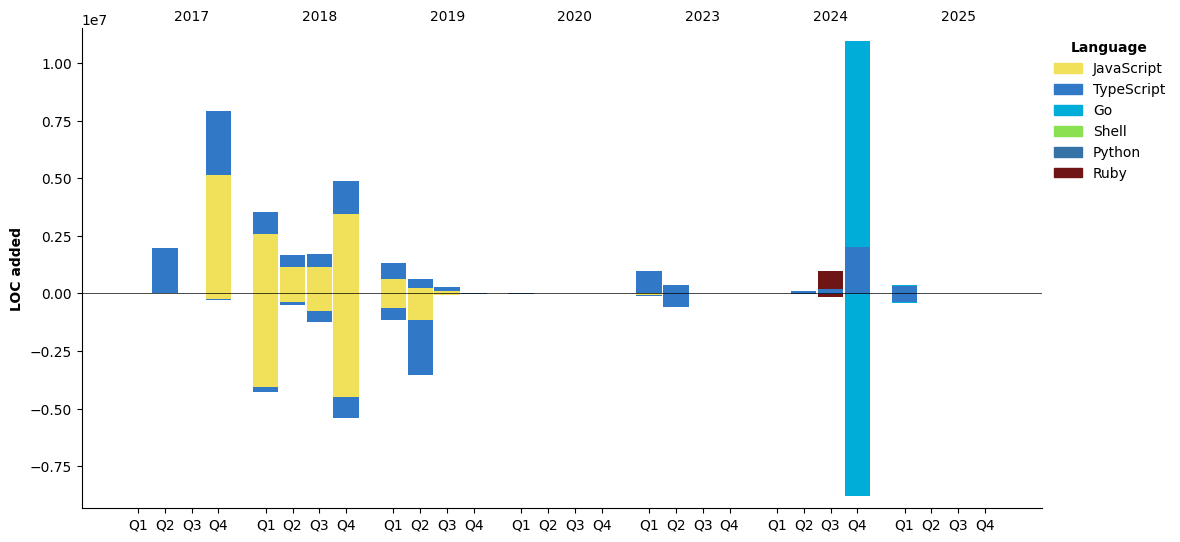 2017 2018 2019 2020 2023 2024 2025
1e7
Language
JavaScript
TypeScript
Go
Shell
Python
Ruby
1.00
0.75
0.50
0.25
0.00
−0.25
−0.50
−0.75
LOC added
Q1 Q2 Q3 Q4 Q1 Q2 Q3 Q4 Q1 Q2 Q3 Q4 Q1 Q2 Q3 Q4 Q1 Q2 Q3 Q4 Q1 Q2 Q3 Q4 Q1 Q2 Q3 Q4